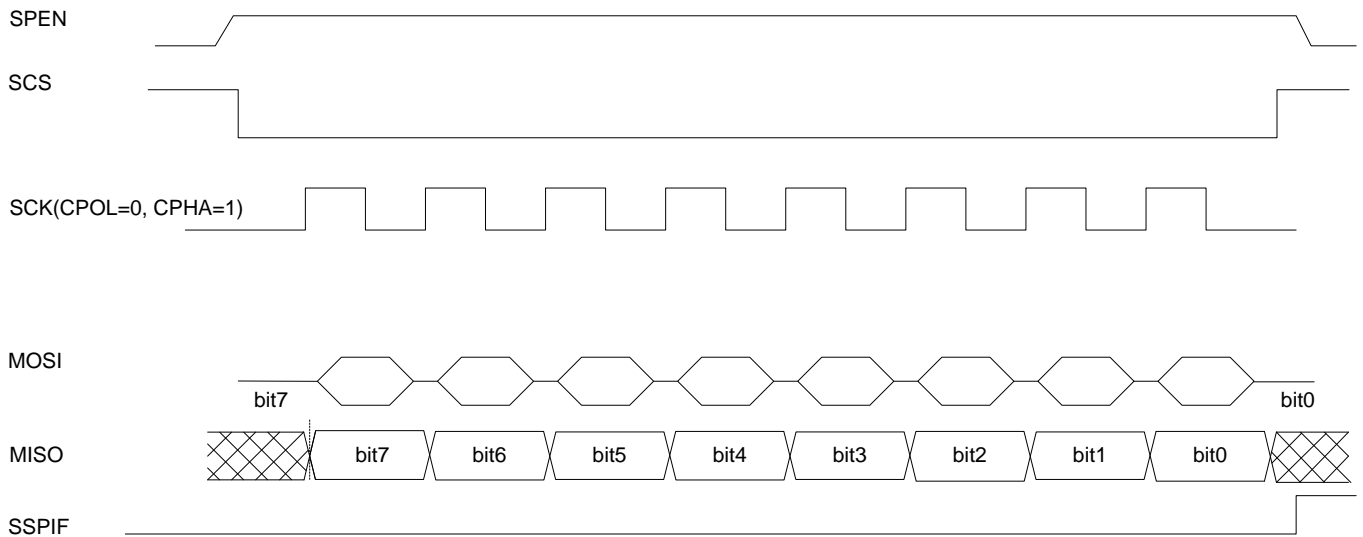 SPEN
SCS
SCK(CPOL=0, CPHA=1)
MOSI
bit7
bit0
MISO
bit7
bit6
bit5
bit4
bit3
bit2
bit1
bit0
SSPIF